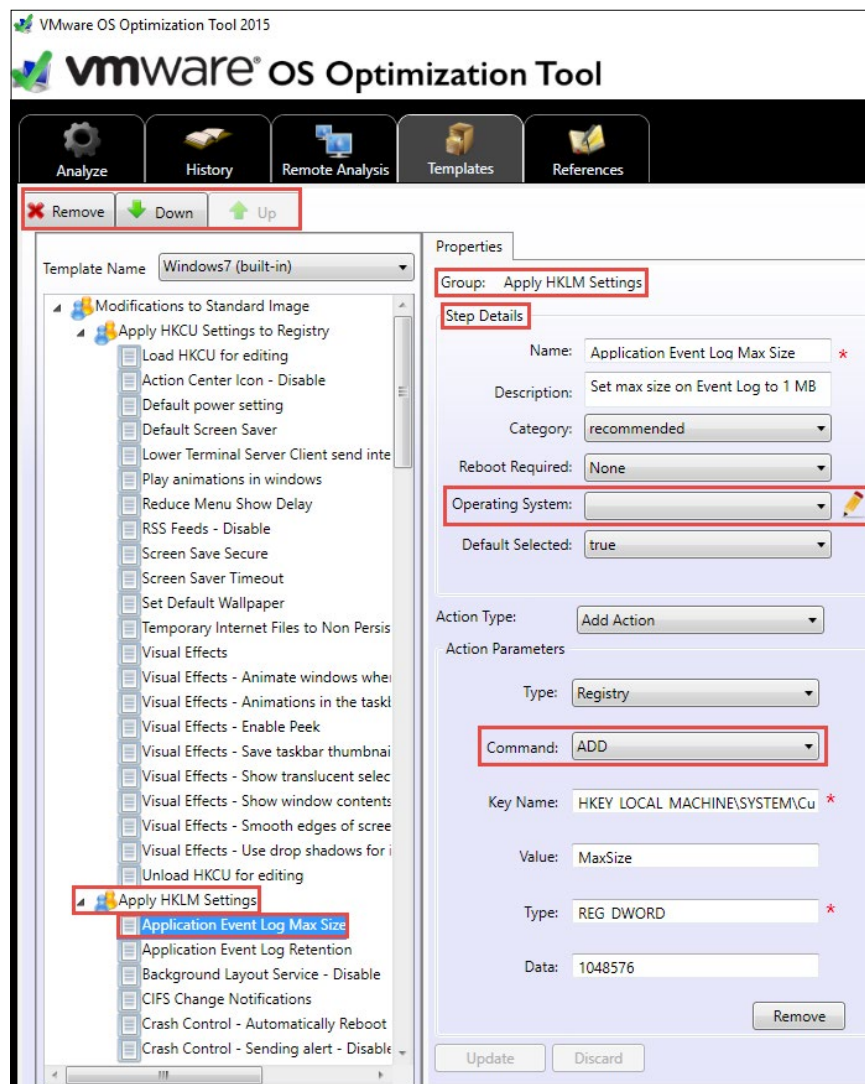 VMware OS Optimization Tool 2015
vmware® OS Optimization Tool
Analyze
History
Remote Analysis
Templates
References
Remove
Down
Up
Template Name
Windows7 (built-in)
Modifications to Standard Image
Apply HKCU Settings to Registry
Load HKCU for editing
Action Center Icon - Disable
Default power setting
Default Screen Saver
Lower Terminal Server Client send inte
Play animations in windows
Reduce Menu Show Delay
RSS Feeds - Disable
Screen Save Secure
Screen Saver Timeout
Set Default Wallpaper
Temporary Internet Files to Non Persis
Visual Effects
Visual Effects - Animate windows whe
Visual Effects - Animations in the taskl
Visual Effects - Enable Peek
Visual Effects - Save taskbar thumbnai
Visual Effects - Show translucent selec
Visual Effects - Show window contents
Visual Effects - Smooth edges of scree
Visual Effects - Use drop shadows for i
Unload HKCU for editing
Apply HKLM Settings
Application Event Log Max Size
Application Event Log Retention
Background Layout Service - Disable
CIFS Change Notifications
Crash Control - Automatically Reboot
Crash Control - Sending alert - Disable
Properties
Group: Apply HKLM Settings
Step Details
Name: Application Event Log Max Size *
Description: Set max size on Event Log to 1 MB
Category: recommended
Reboot Required: None
Operating System:
Default Selected: true
Action Type: Add Action
Action Parameters
Type: Registry
Command: ADD
Key Name: HKEY_LOCAL_MACHINE\SYSTEM\Cu *
Value: MaxSize
Type: REG_DWORD *
Data: 1048576
Remove
Update
Discard